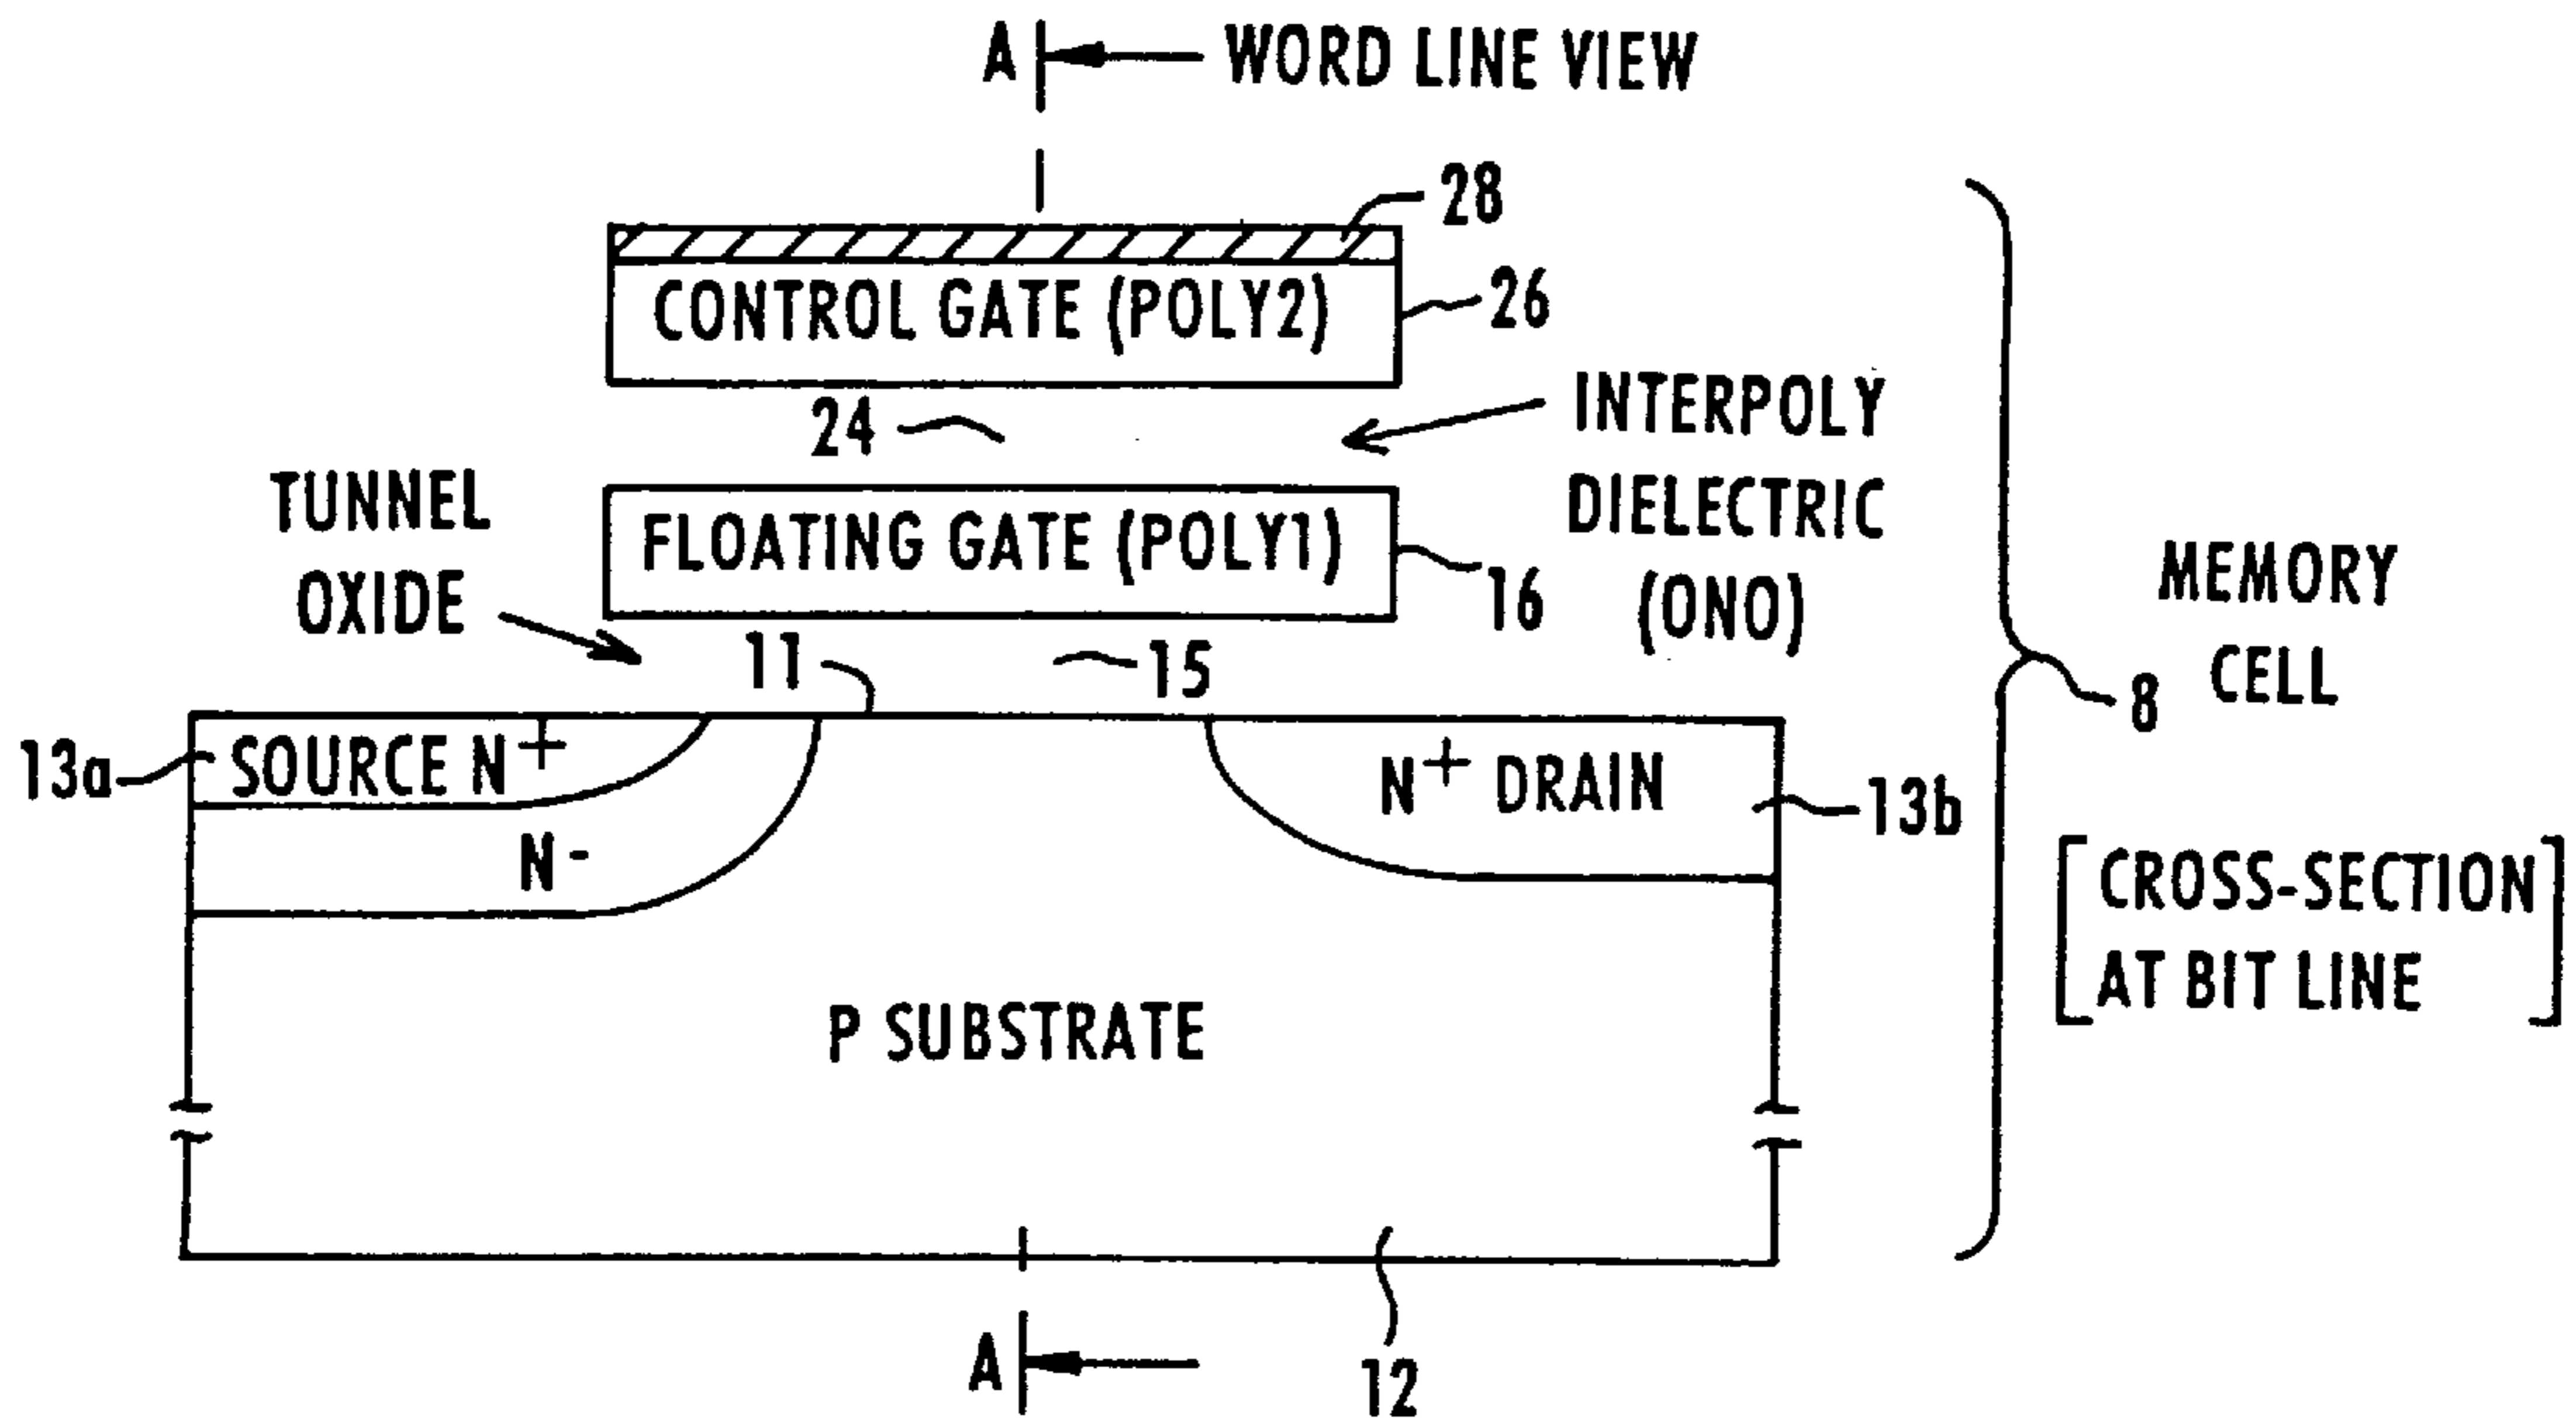 A WORD LINE VIEW
28
CONTROL GATE (POLY2)
26
24
INTERPOLY
DIELECTRIC
(ONO)
TUNNEL
OXIDE
FLOATING GATE (POLY1)
16
11
15
MEMORY
CELL
8
13a
SOURCE N+
N-
N+ DRAIN
13b
[CROSS-SECTION
AT BIT LINE]
P SUBSTRATE
A
12